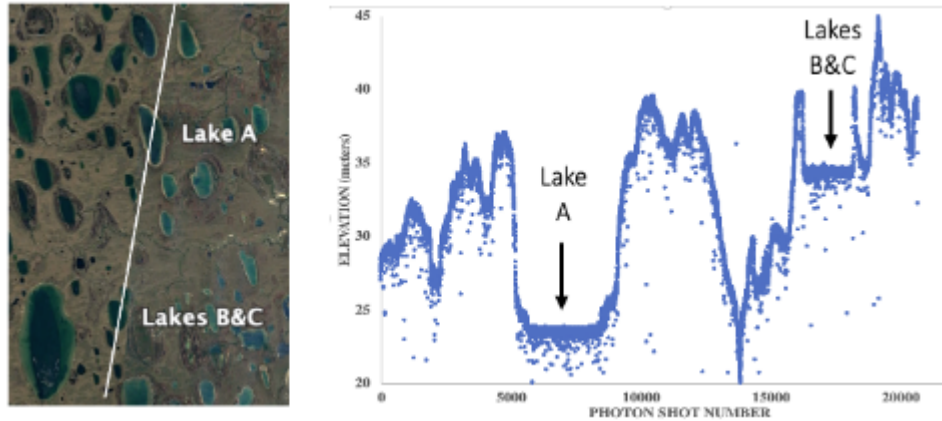 Lake A
Lakes B&C
45
40
35
30
25
20
ELEVATION (meters)
Lake
A
Lakes
B&C
0
5000
10000
15000
20000
PHOTON SHOT NUMBER